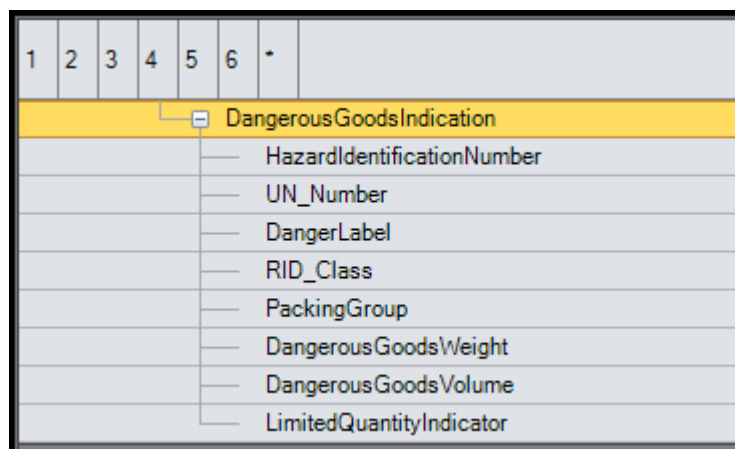 1 2 3 4 5 6 *
DangerousGoodsIndication
HazardIdentificationNumber
UN_Number
DangerLabel
RID_Class
PackingGroup
DangerousGoodsWeight
DangerousGoodsVolume
LimitedQuantityIndicator